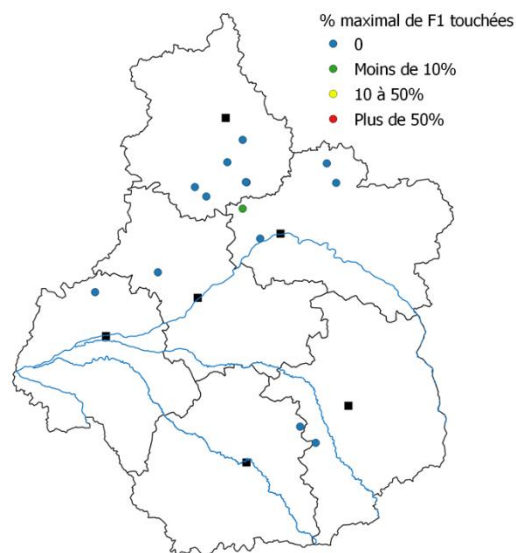 % maximal de F1 touchées
0
Moins de 10%
10 à 50%
Plus de 50%